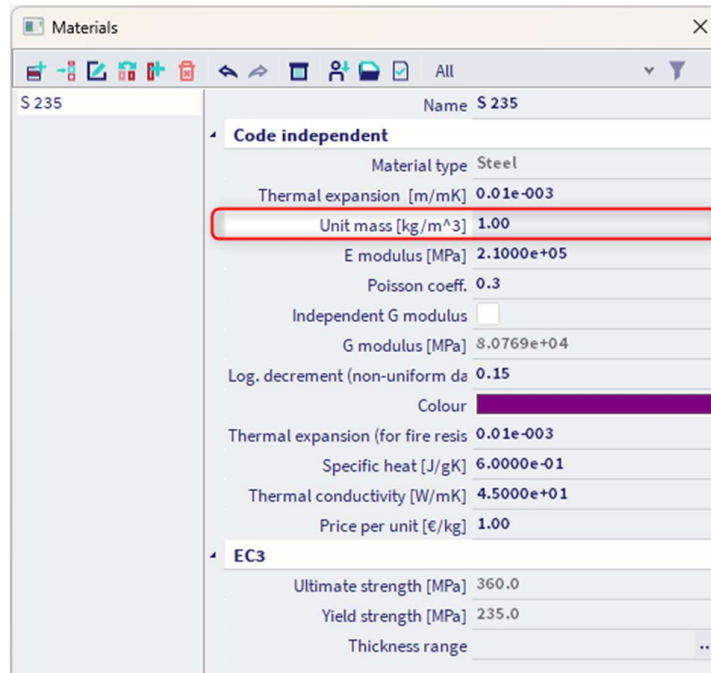 Materials
All
S 235
Name S 235
Code independent
Material type Steel
Thermal expansion [m/mK] 0.01e-003
Unit mass [kg/m^3] 1.00
E modulus [MPa] 2.1000e+05
Poisson coeff. 0.3
Independent G modulus
G modulus [MPa] 8.0769e+04
Log. decrement (non-uniform da 0.15
Colour
Thermal expansion (for fire resis 0.01e-003
Specific heat [J/gK] 6.0000e-01
Thermal conductivity [W/mK] 4.5000e+01
Price per unit [€/kg] 1.00
EC3
Ultimate strength [MPa] 360.0
Yield strength [MPa] 235.0
Thickness range